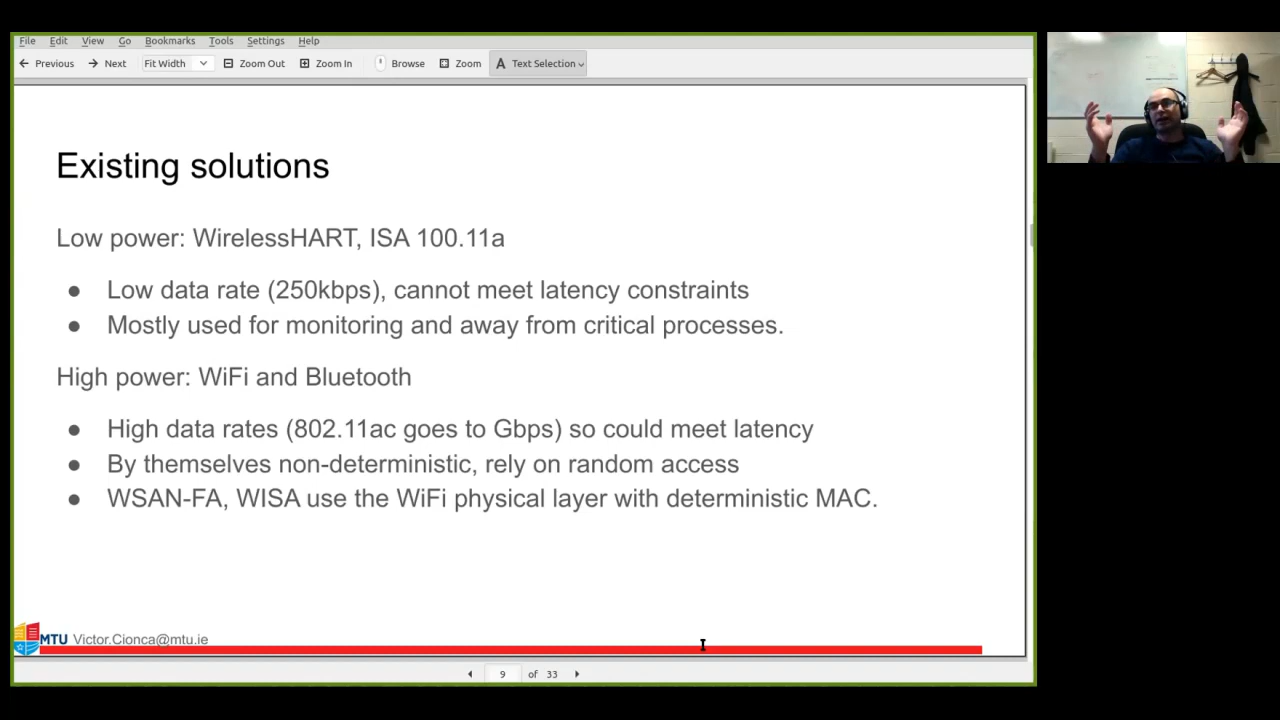 File Edit View Go Bookmarks Tools Settings Help
Previous Next Fit Width Zoom Out Zoom In Browse Zoom Text Selection
Existing solutions
Low power: WirelessHART, ISA 100.11a
● Low data rate (250kbps), cannot meet latency constraints
● Mostly used for monitoring and away from critical processes.
High power: WiFi and Bluetooth
● High data rates (802.11ac goes to Gbps) so could meet latency
● By themselves non-deterministic, rely on random access
● WSAN-FA, WISA use the WiFi physical layer with deterministic MAC.
MTU Victor.Cionca@mtu.ie
9 of 33